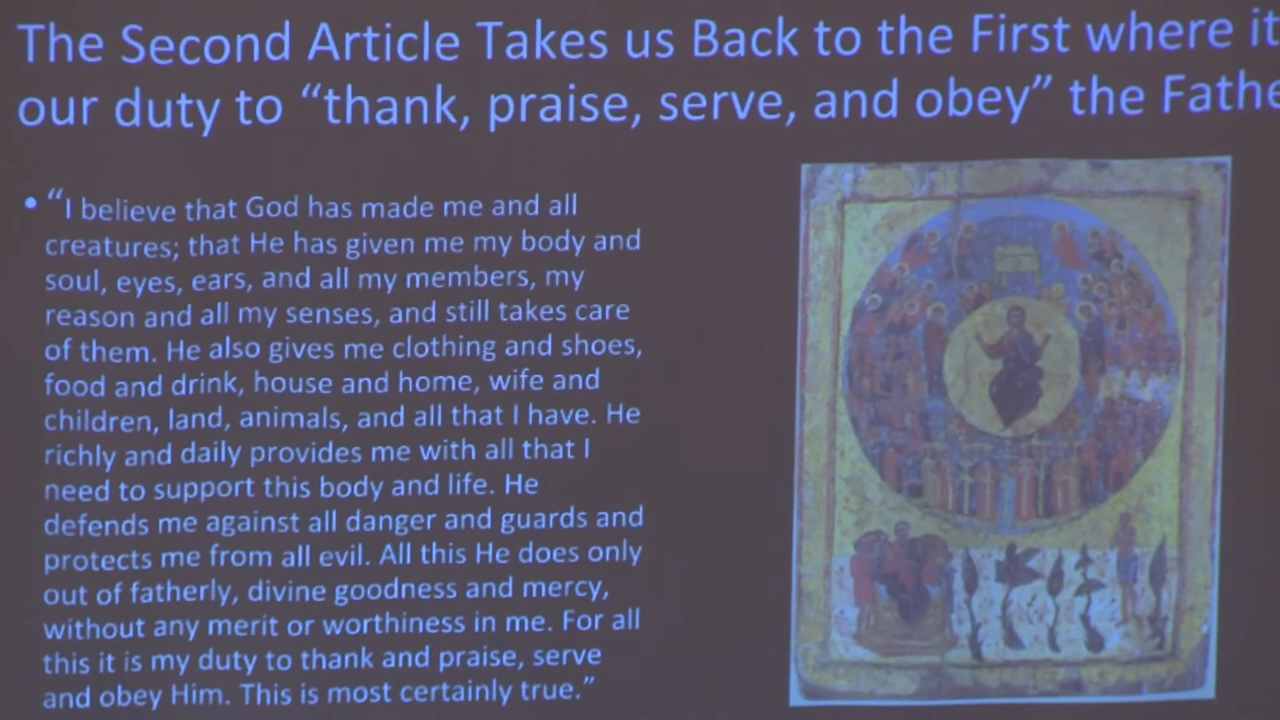 The Second Article Takes us Back to the First where it
our duty to “thank, praise, serve, and obey” the Fathe
• “I believe that God has made me and all
creatures; that He has given me my body and
soul, eyes, ears, and all my members, my
reason and all my senses, and still takes care
of them. He also gives me clothing and shoes,
food and drink, house and home, wife and
children, land, animals, and all that I have. He
richly and daily provides me with all that I
need to support this body and life. He
defends me against all danger and guards and
protects me from all evil. All this He does only
out of fatherly, divine goodness and mercy,
without any merit or worthiness in me. For all
this it is my duty to thank and praise, serve
and obey Him. This is most certainly true.”